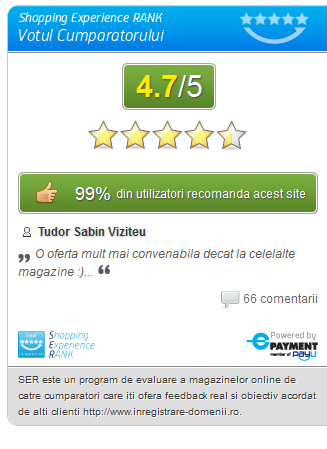 Shopping Experience RANK
Votul Cumparatorului
4.7/5
99% din utilizatori recomanda acest site
Tudor Sabin Viziteu
„ O oferta mult mai convenabila decat la celelalte
magazine :)... “
66 comentarii
Shopping
Experience
RANK
Powered by
ePAYMENT
member of PayU
SER este un program de evaluare a magazinelor online de
catre cumparatori care iti ofera feedback real si obiectiv acordat
de alti clienti http://www.inregistrare-domenii.ro.